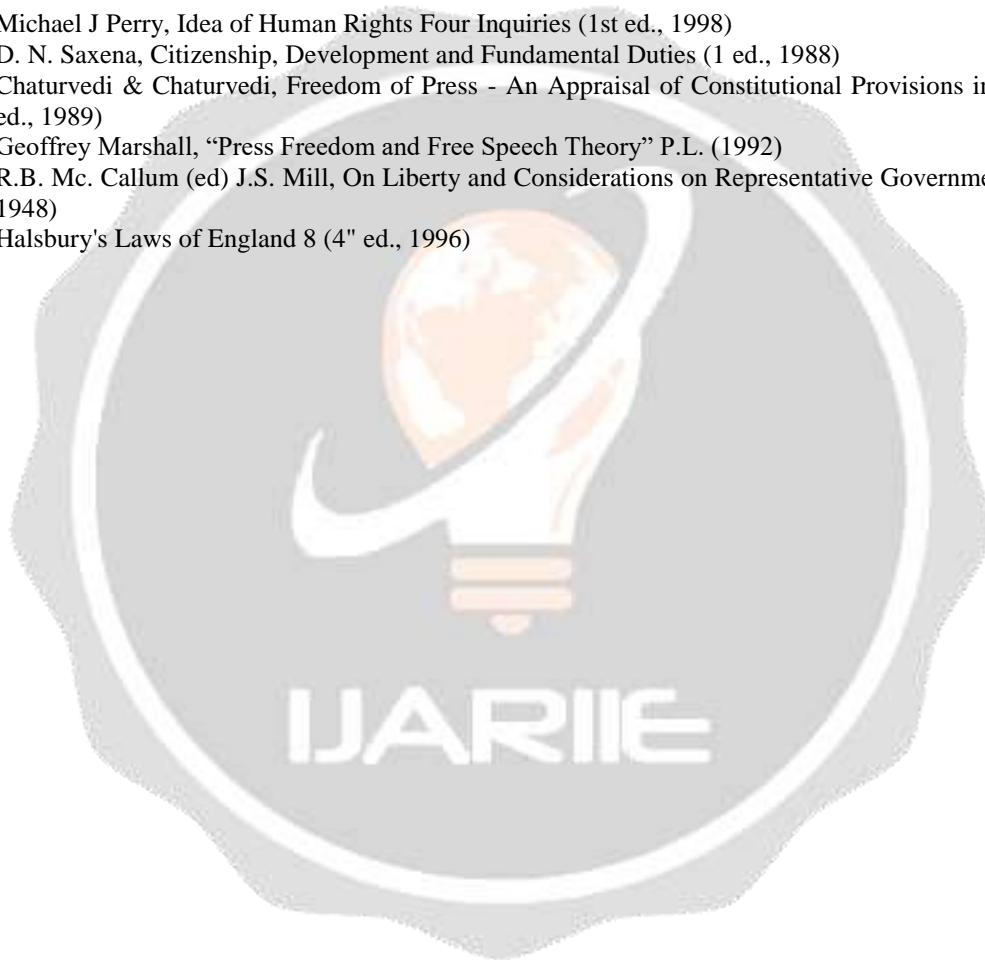 Michael J Perry, Idea of Human Rights Four Inquiries (1st ed., 1998)
D. N. Saxena, Citizenship, Development and Fundamental Duties (1 ed., 1988)
Chaturvedi & Chaturvedi, Freedom of Press - An Appraisal of Constitutional Provisions in
ed., 1989)
Geoffrey Marshall, “Press Freedom and Free Speech Theory” P.L. (1992)
R.B. Mc. Callum (ed) J.S. Mill, On Liberty and Considerations on Representative
1948)
Halsbury's Laws of England 8 (4" ed., 1996)
IJARIIE